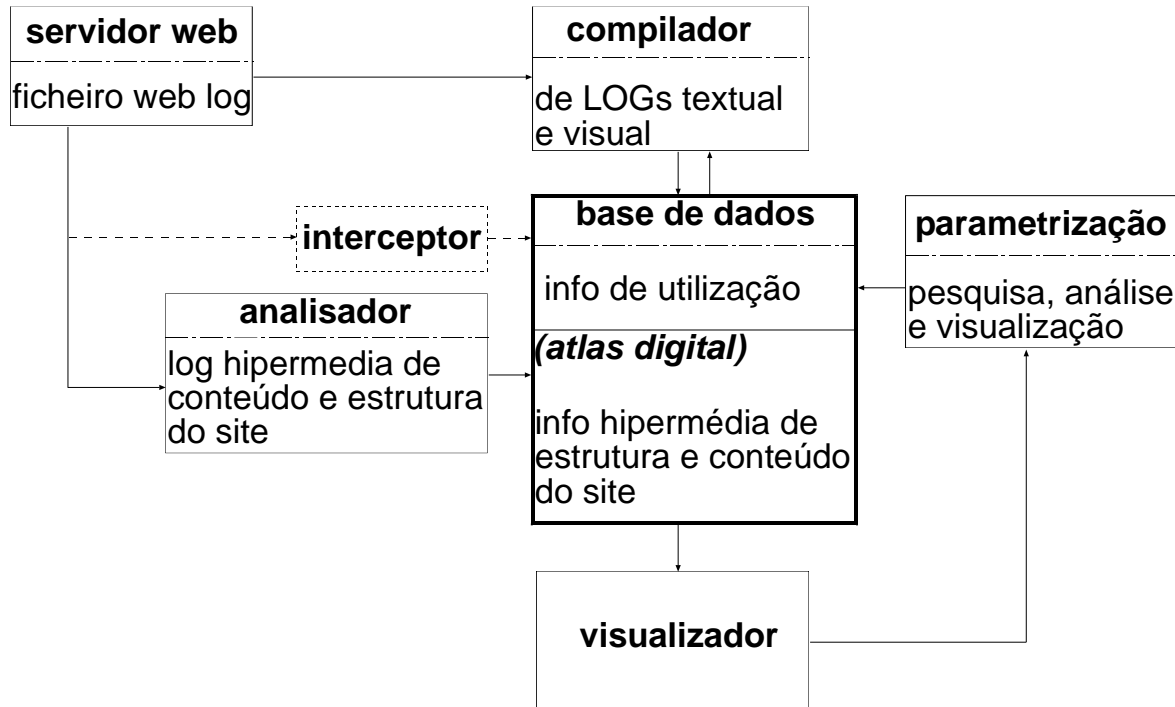 servidor web
ficheiro web log
compilador
de LOGs textual
e visual
interceptor
base de dados
info de utilização
(atlas digital)
info hipermédia de
estrutura e conteúdo
do site
parametrização
pesquisa, análise
e visualização
analisador
log hipermedia de
conteúdo e estrutura
do site
visualizador